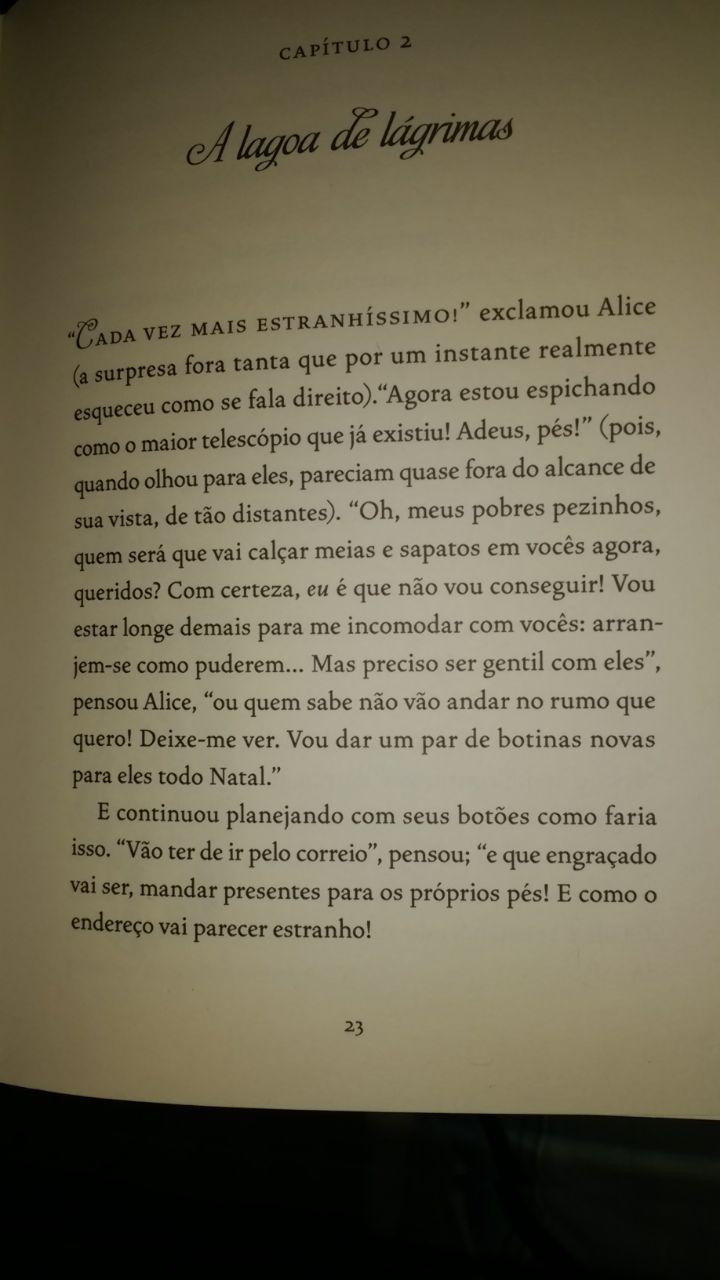 CAPÍTULO 2
A lagoa de lágrimas
“CADA VEZ MAIS ESTRANHÍSSIMO!” exclamou Alice
(a surpresa fora tanta que por um instante realmente
esqueceu como se fala direito).“Agora estou espichando
como o maior telescópio que já existiu! Adeus, pés!” (pois,
quando olhou para eles, pareciam quase fora do alcance de
sua vista, de tão distantes). “Oh, meus pobres pezinhos,
quem será que vai calçar meias e sapatos em vocês agora,
queridos? Com certeza, eu é que não vou conseguir! Vou
estar longe demais para me incomodar com vocês: arran-
jem-se como puderem... Mas preciso ser gentil com eles”,
pensou Alice, “ou quem sabe não vão andar no rumo que
quero! Deixe-me ver. Vou dar um par de botinas novas
para eles todo Natal.”
E continuou planejando com seus botões como faria
isso. “Vão ter de ir pelo correio”, pensou; “e que engraçado
vai ser, mandar presentes para os próprios pés! E como o
endereço vai parecer estranho!
23